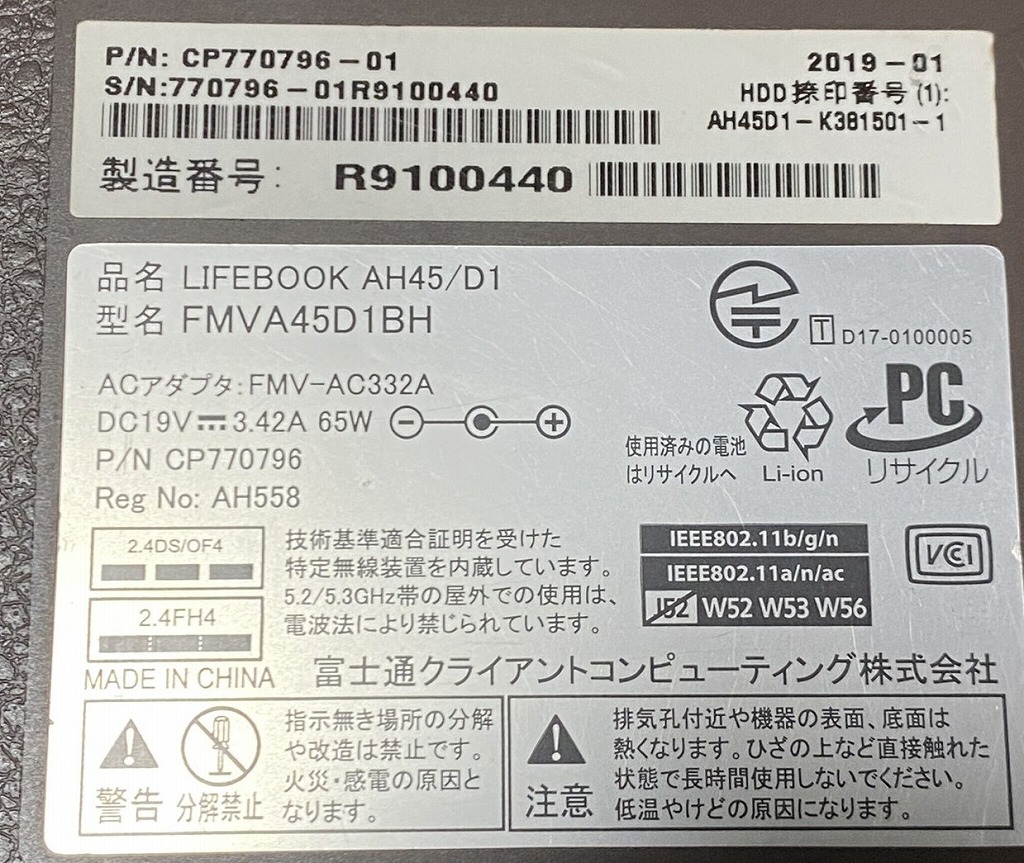 P/N: CP770796-01
2019-01
S/N:770796-01R9100440
HDD捺印番号(1):
AH45D1-K381501-1
製造番号: R9100440
品名 LIFEBOOK AH45/D1
型名 FMVA45D1BH
T D17-0100005
ACアダプタ:FMV-AC332A
DC19V 3.42A 65W
P/N CP770796
Reg No: AH558
使用済みの電池
はリサイクルへ
Li-ion
PC
リサイクル
2.4DS/OF4
2.4FH4
技術基準適合証明を受けた
特定無線装置を内蔵しています。
5.2/5.3GHz帯の屋外での使用は、
電波法により禁じられています。
IEEE802.11b/g/n
IEEE802.11a/n/ac
J52 W52 W53 W56
VCCI
MADE IN CHINA
富士通クライアントコンピューティング株式会社
警告
分解禁止
指示無き場所の分解
や改造は禁止です。
火災・感電の原因と
なります。
注意
排気孔付近や機器の表面、底面は
熱くなります。ひざの上など直接触れた
状態で長時間使用しないでください。
低温やけどの原因になります。